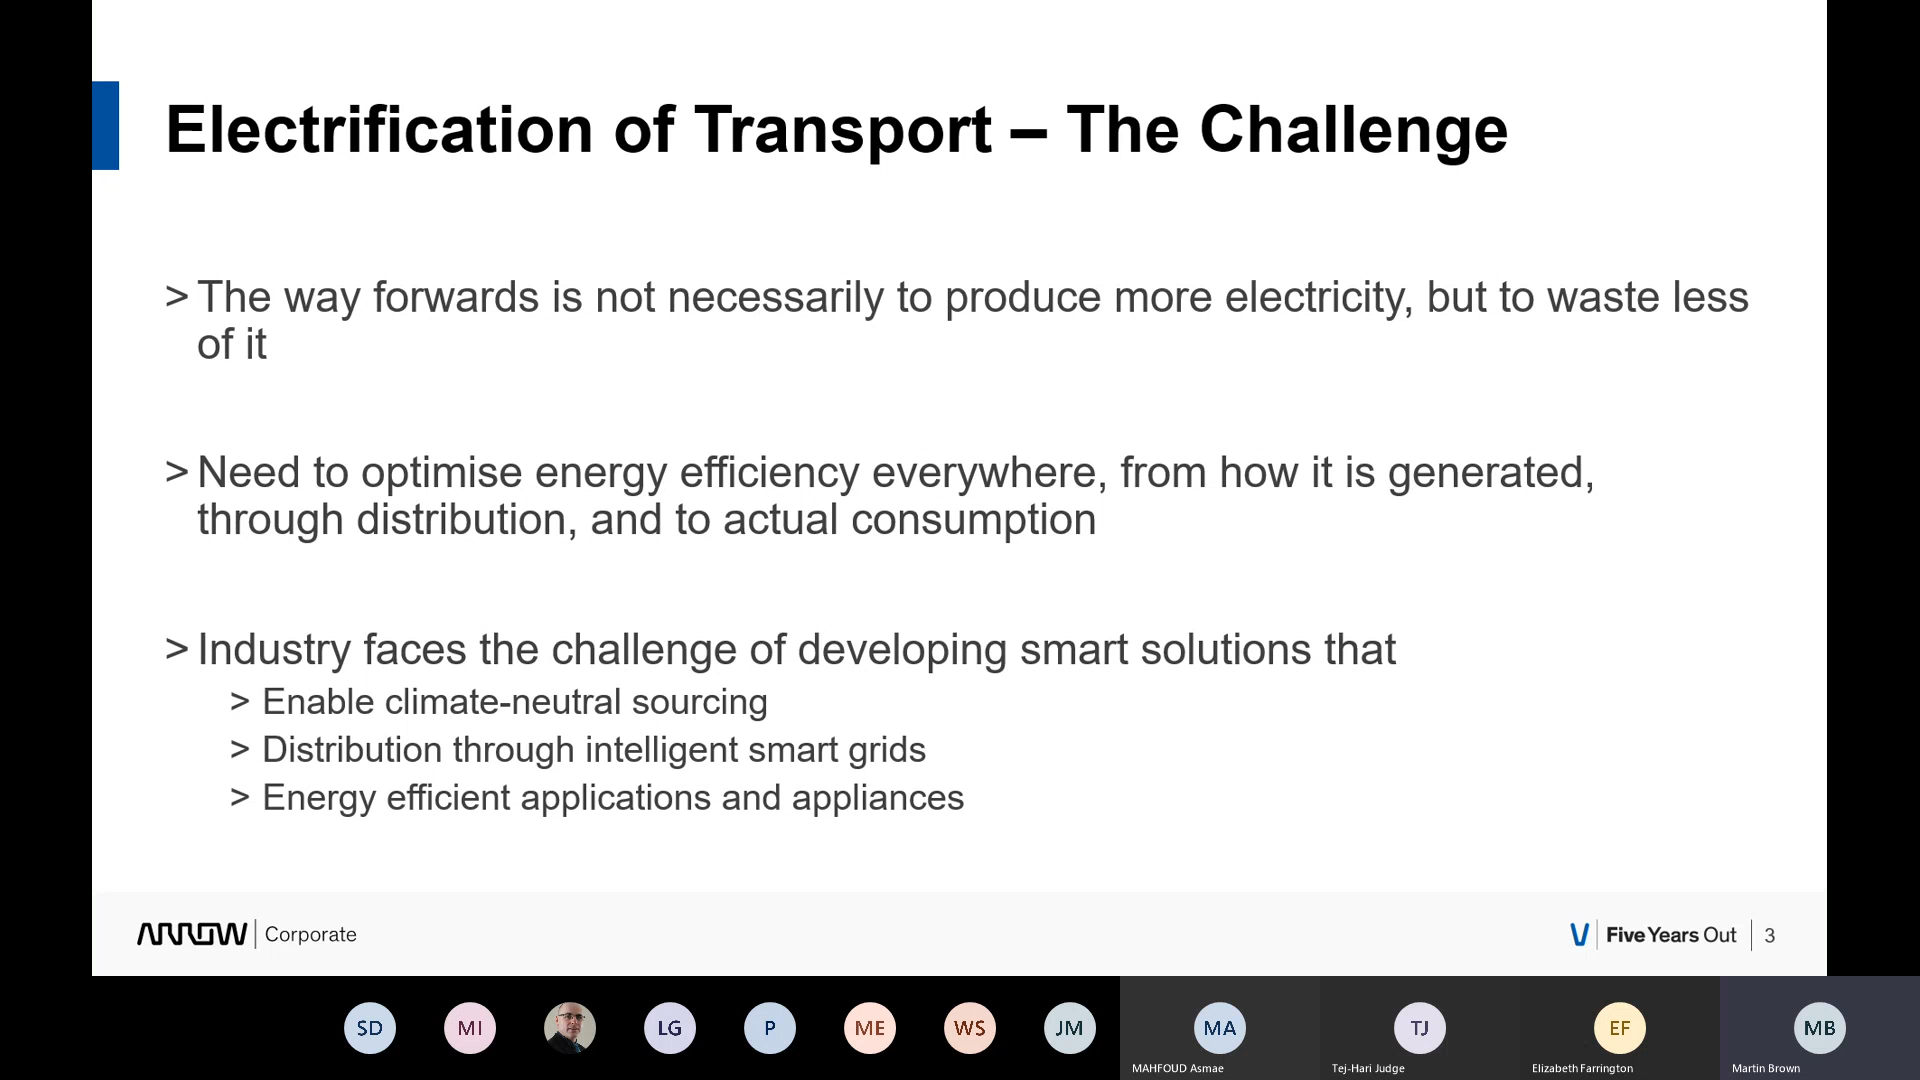 Electrification of Transport – The Challenge
> The way forwards is not necessarily to produce more electricity, but to waste less
of it
> Need to optimise energy efficiency everywhere, from how it is generated,
through distribution, and to actual consumption
> Industry faces the challenge of developing smart solutions that
> Enable climate-neutral sourcing
> Distribution through intelligent smart grids
> Energy efficient applications and appliances
ARROW | Corporate
Five Years Out | 3
SD MI LG P ME WS JM MA TJ EF MB
MAHFOUD Asmae Tej-Hari Judge Elizabeth Farrington Martin Brown